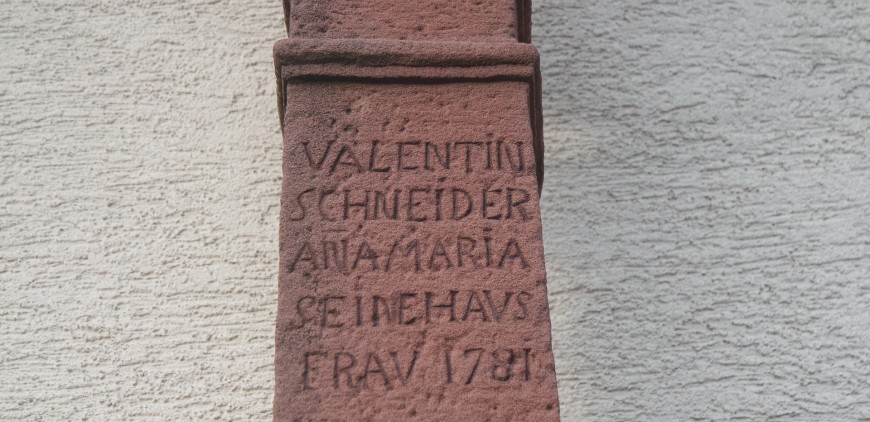 VALENTIN
SCHNEIDER
ANAMARIA
SEINEHAVS
FRAV 1781